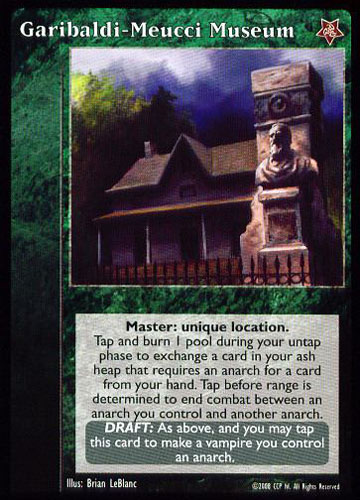 Garibaldi-Meucci Museum
Master: unique location.
Tap and burn 1 pool during your untap
phase to exchange a card in your ash
heap that requires an anarch for a card
from your hand. Tap before range is
determined to end combat between an
anarch you control and another anarch.
DRAFT: As above, and you may tap
this card to make a vampire you control
an anarch.
Illus: Brian LeBlanc
©2008 CCP hf. All Rights Reserved